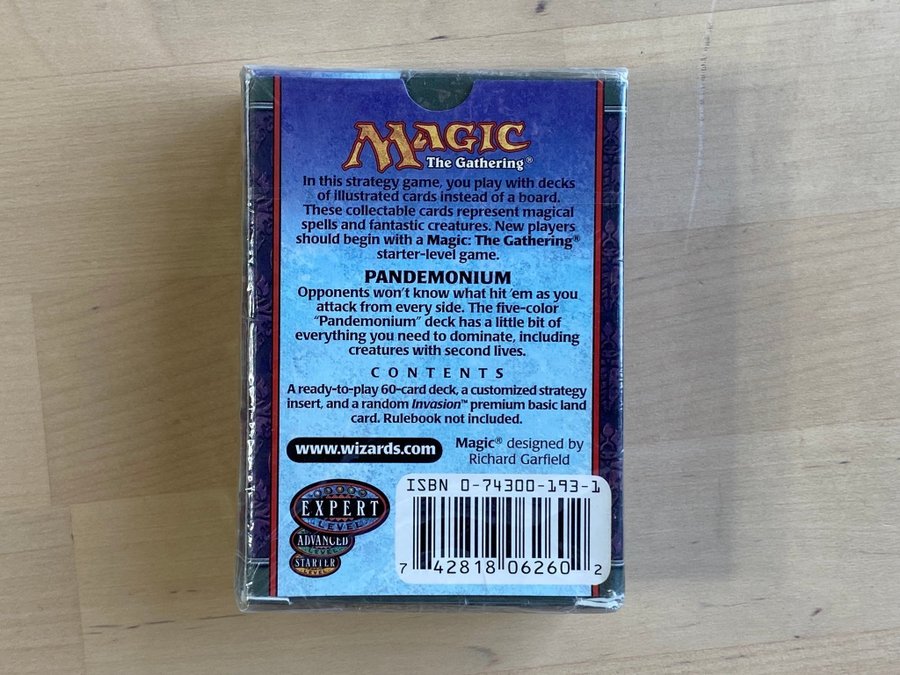 MAGIC
The Gathering®
In this strategy game, you play with decks
of illustrated cards instead of a board.
These collectable cards represent magical
spells and fantastic creatures. New players
should begin with a Magic: The Gathering®
starter-level game.
PANDEMONIUM
Opponents won't know what hit 'em as you
attack from every side. The five-color
"Pandemonium" deck has a little bit of
everything you need to dominate, including
creatures with second lives.
CONTENTS
A ready-to-play 60-card deck, a customized strategy
insert, and a random Invasion™ premium basic land
card. Rulebook not included.
www.wizards.com
Magic® designed by
Richard Garfield
EXPERT
LEVEL
ADVANCED
LEVEL
STARTER
LEVEL
ISBN 0-74300-193-1
7 42818 06260 2